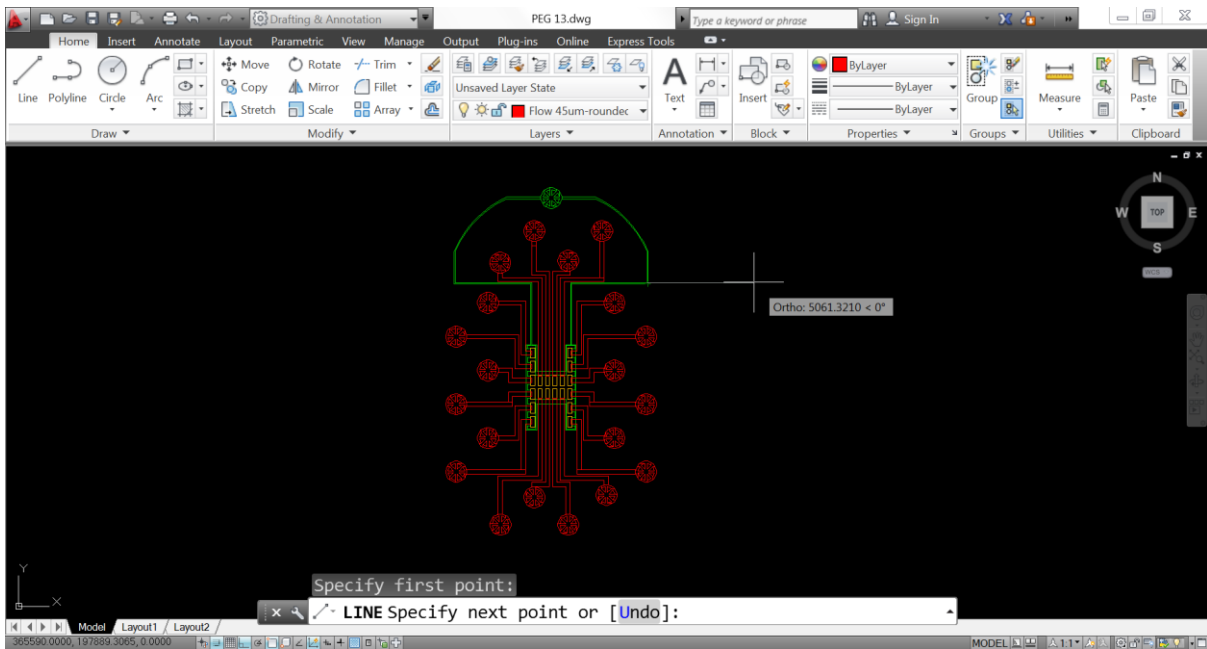 Drafting & Annotation
PEG 13.dwg
Type a keyword or phrase
Sign In
Home Insert Annotate Layout Parametric View Manage Output Plug-ins Online Express Tools
Line Polyline Circle Arc
Move Rotate Trim
Copy Mirror Fillet
Stretch Scale Array
Draw
Modify
Unsaved Layer State
Flow 45um-roundec
Layers
Text
Annotation
Insert
Block
ByLayer
ByLayer
ByLayer
Properties
Group
Groups
Measure
Utilities
Paste
Clipboard
N
W TOP E
S
WCS
Ortho: 5061.3210 < 0°
Y
X
Specify first point:
LINE Specify next point or [Undo]:
Model Layout1 Layout2
365590.0000, 197889.3065, 0.0000
MODEL
1:1